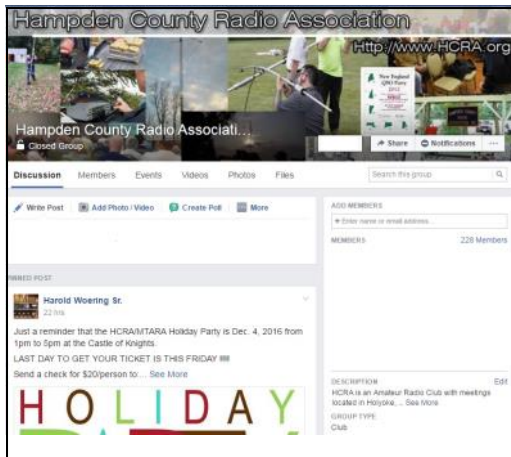 Hampden County Radio Association
Http://www.HCRA.org
New England
QSO Party
2012
Hampden County Radio Associati...
Closed Group
Share
Notifications
...
Discussion Members Events Videos Photos Files
Search this group
Write Post Add Photo / Video Create Poll More
ADD MEMBERS
+ Enter name or email address...
MEMBERS 228 Members
PINNED POST
Harold Woering Sr.
22 hrs
Just a reminder that the HCRA/MTARA Holiday Party is Dec. 4, 2016 from
1pm to 5pm at the Castle of Knights.
LAST DAY TO GET YOUR TICKET IS THIS FRIDAY !!!!!
Send a check for $20/person to:... See More
HOLIDAY
DESCRIPTION Edit
HCRA is an Amateur Radio Club with meetings
located in Holyoke, ... See More
GROUP TYPE
Club